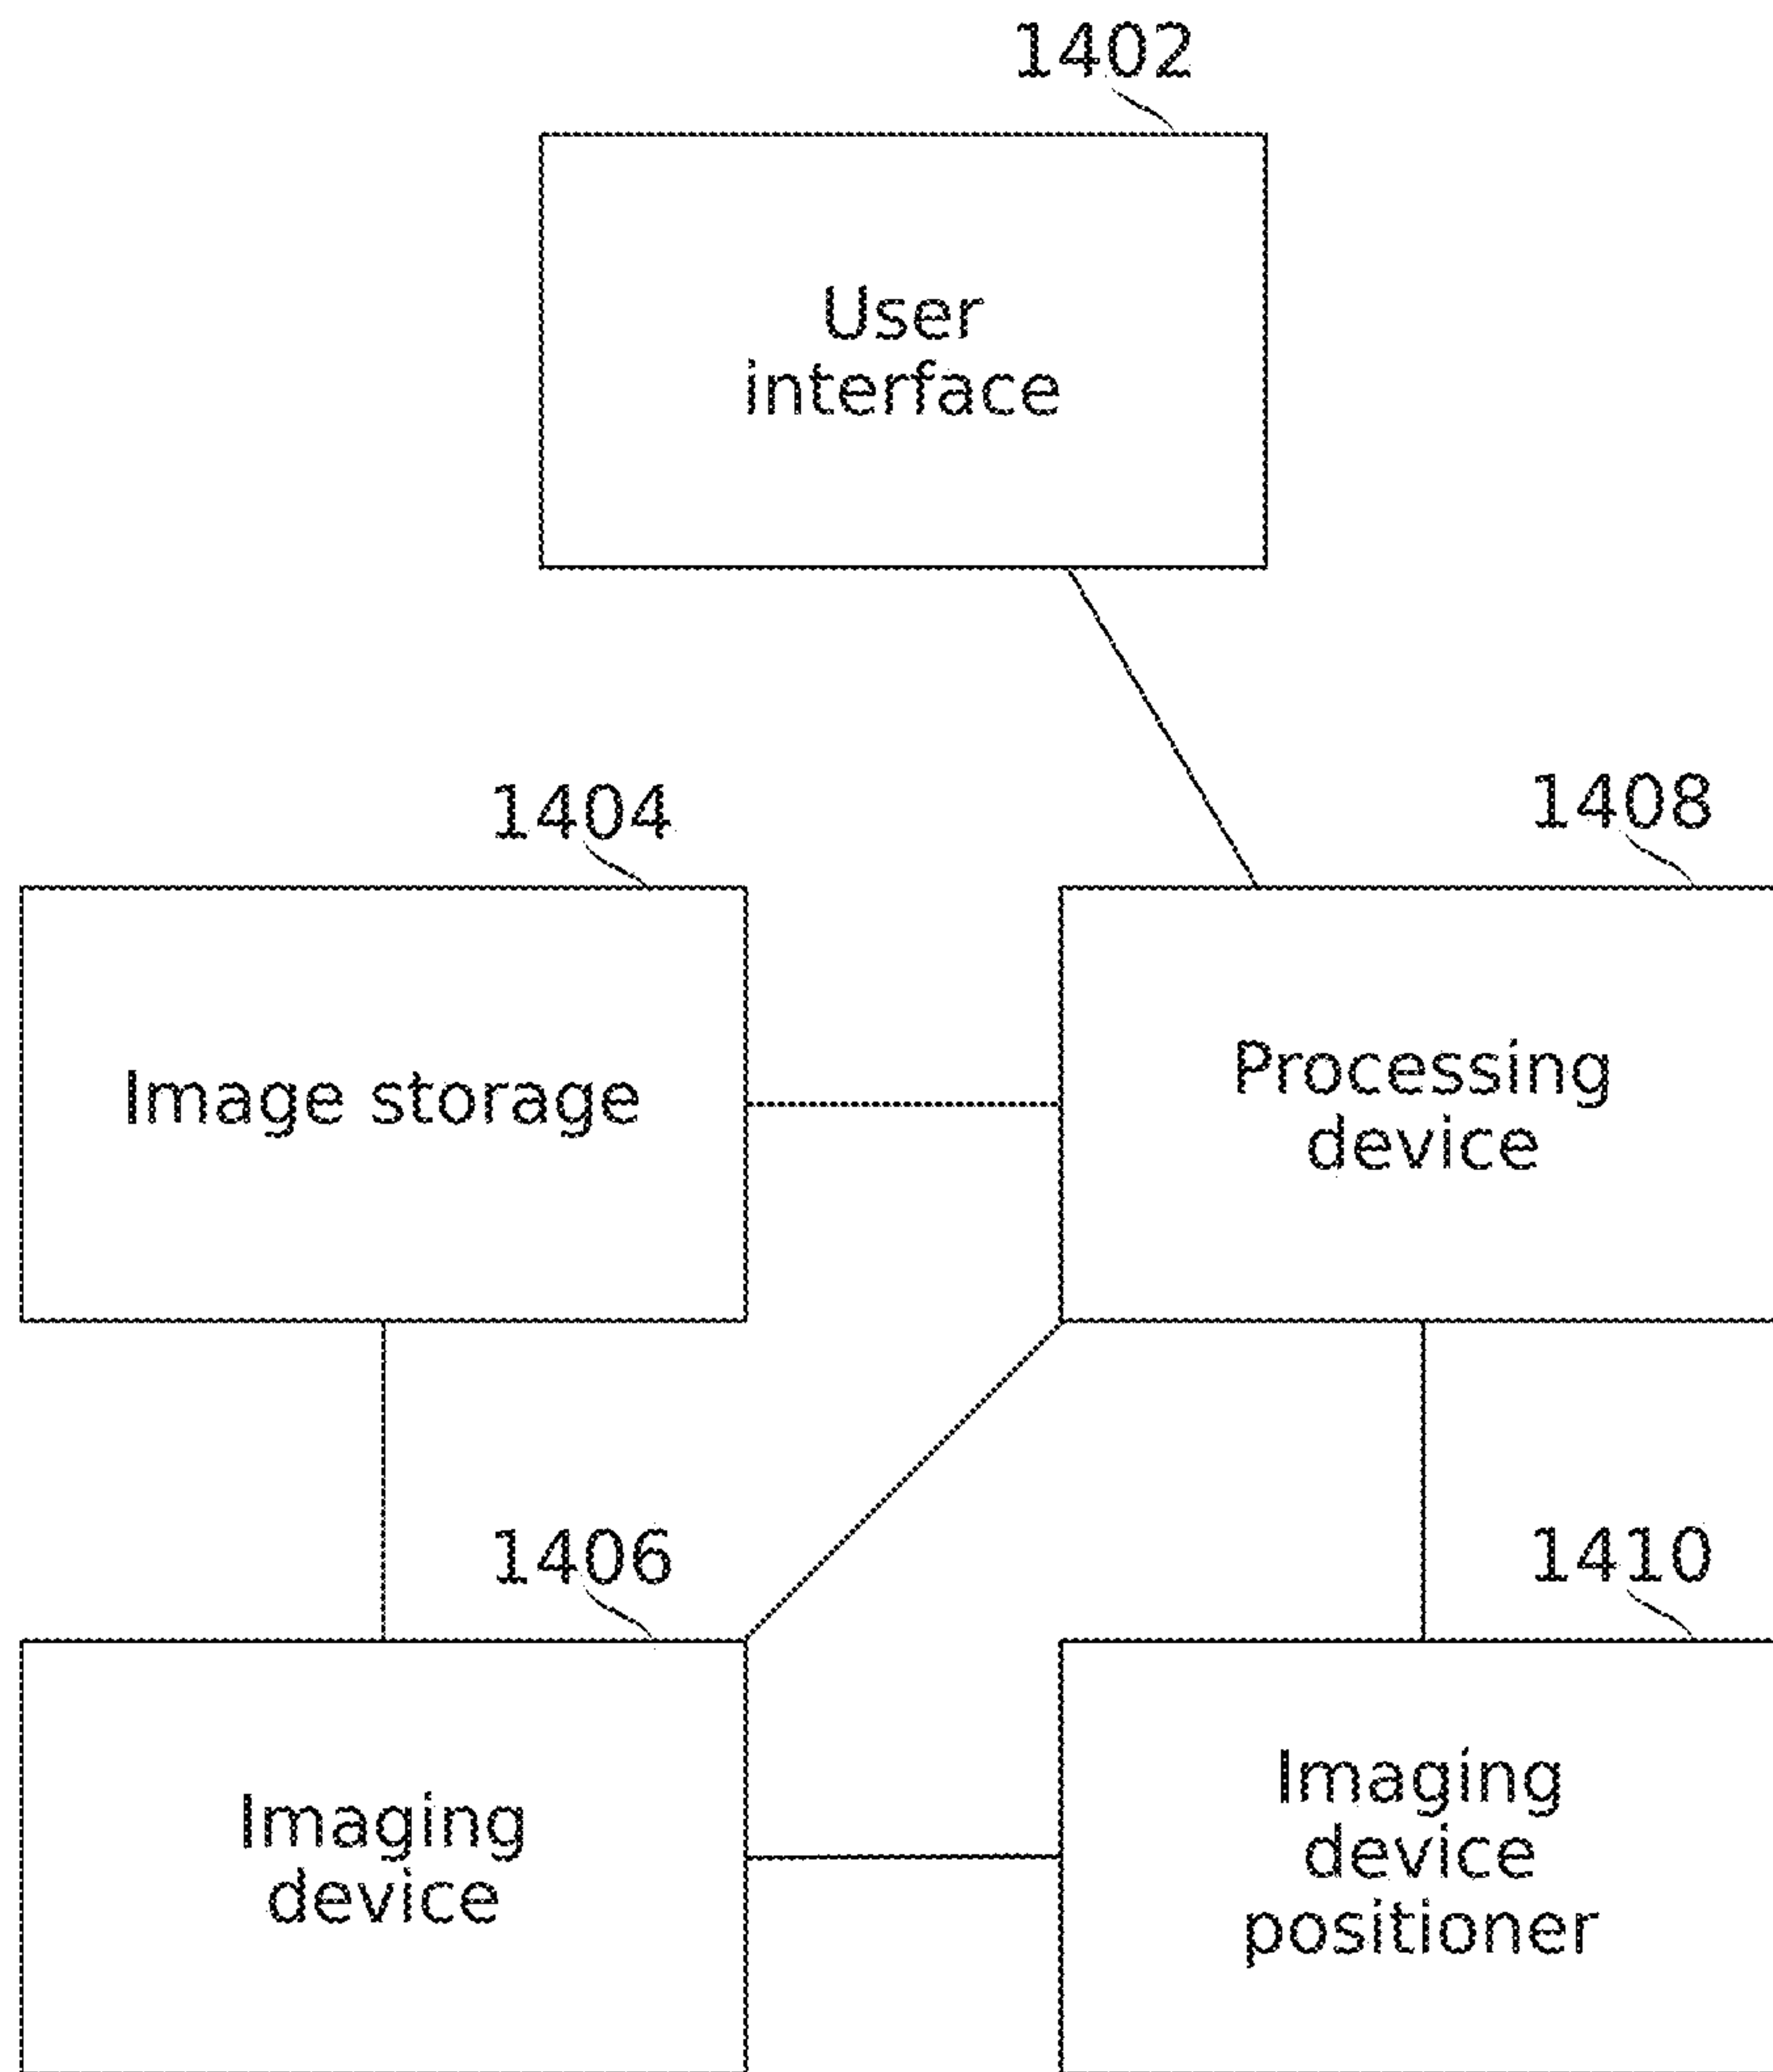 1402
User
interface
1404
1408
Image storage
Processing
device
1406
1410
Imaging
device
Imaging
device
positioner